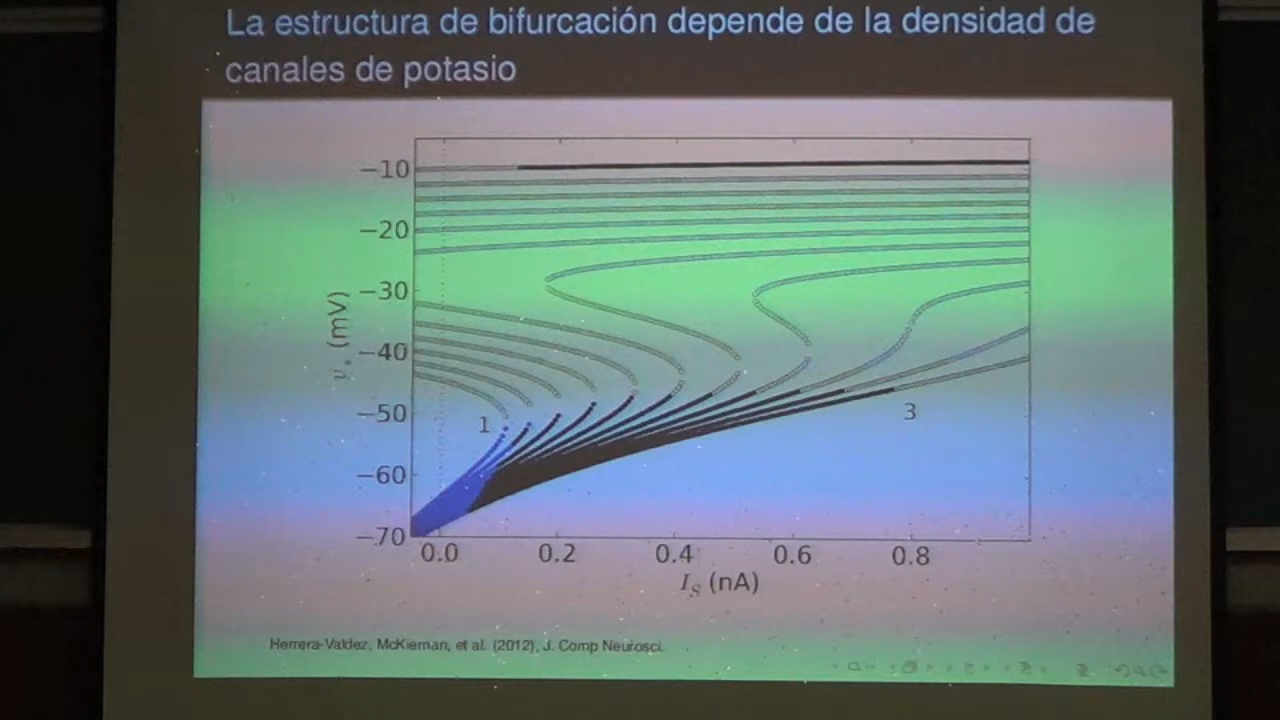 La estructura de bifurcación depende de la densidad de
canales de potasio
−10
−20
−30
−40
−50
−60
−70
(mV)
1
3
0.0 0.2 0.4 0.6 0.8
I_S (nA)
Herrera-Valdez, McKiernan, et al. (2012), J. Comp Neurosci.